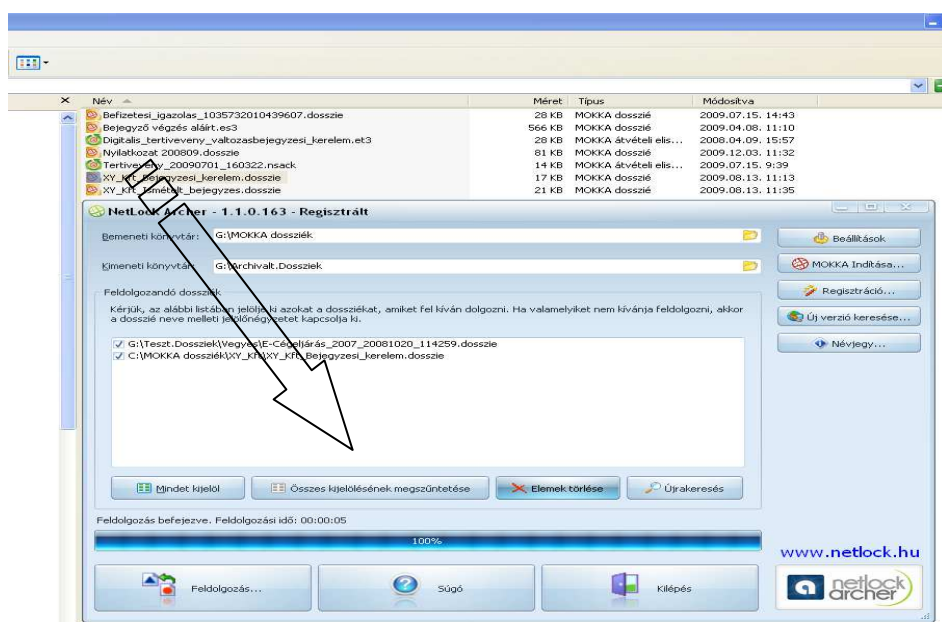 Név Méret Típus Módosítva
Befizetesi_igazolas_1035732010439607.dosszie 28 KB MOKKA dosszié 2009.07.15. 14:43
Bejegyző végzés aláírt.es3 566 KB MOKKA dosszié 2009.04.08. 11:10
Digitalis_tertiveveny_valtozasbejegyzesi_kerelem.et3 28 KB MOKKA átvételi elis... 2008.04.09. 15:57
Nyilatkozat 200809.dosszie 81 KB MOKKA dosszié 2009.12.03. 11:32
Tertiveveny_20090701_160322.nsack 14 KB MOKKA átvételi elis... 2009.07.15. 9:39
XY_Kft_Bejegyzesi_kerelem.dosszie 17 KB MOKKA dosszié 2009.08.13. 11:13
XY_Kft_Ismételt_bejegyzes.dosszie 21 KB MOKKA dosszié 2009.08.13. 11:35
NetLock Archer - 1.1.0.163 - Regisztrált
Bemeneti könyvtár: G:\MOKKA dossziék
Beállítások
Kimeneti könyvtár: G:\Archivalt.Dossziek
MOKKA Indítása...
Feldolgozandó dossziék
Regisztráció...
Kérjük, az alábbi listában jelölje ki azokat a dossziékat, amiket fel kíván dolgozni. Ha valamelyiket nem kívánja feldolgozni, akkor
a dosszié neve melleti jelölőnégyzetet kapcsolja ki.
Új verzió keresése...
G:\Teszt.Dossziek\Vegyes\E-Cégeljárás_2007_20081020_114259.dosszie
Névjegy...
C:\MOKKA dossziék\XY_Kft\XY_Kft_Bejegyzesi_kerelem.dosszie
Mindet kijelöl
Összes kijelölésének megszűntetése
Elemek törlése
Újrakeresés
Feldolgozás befejezve. Feldolgozási idő: 00:00:05
100%
www.netlock.hu
Feldolgozás...
Súgó
Kilépés
a netlock
archer